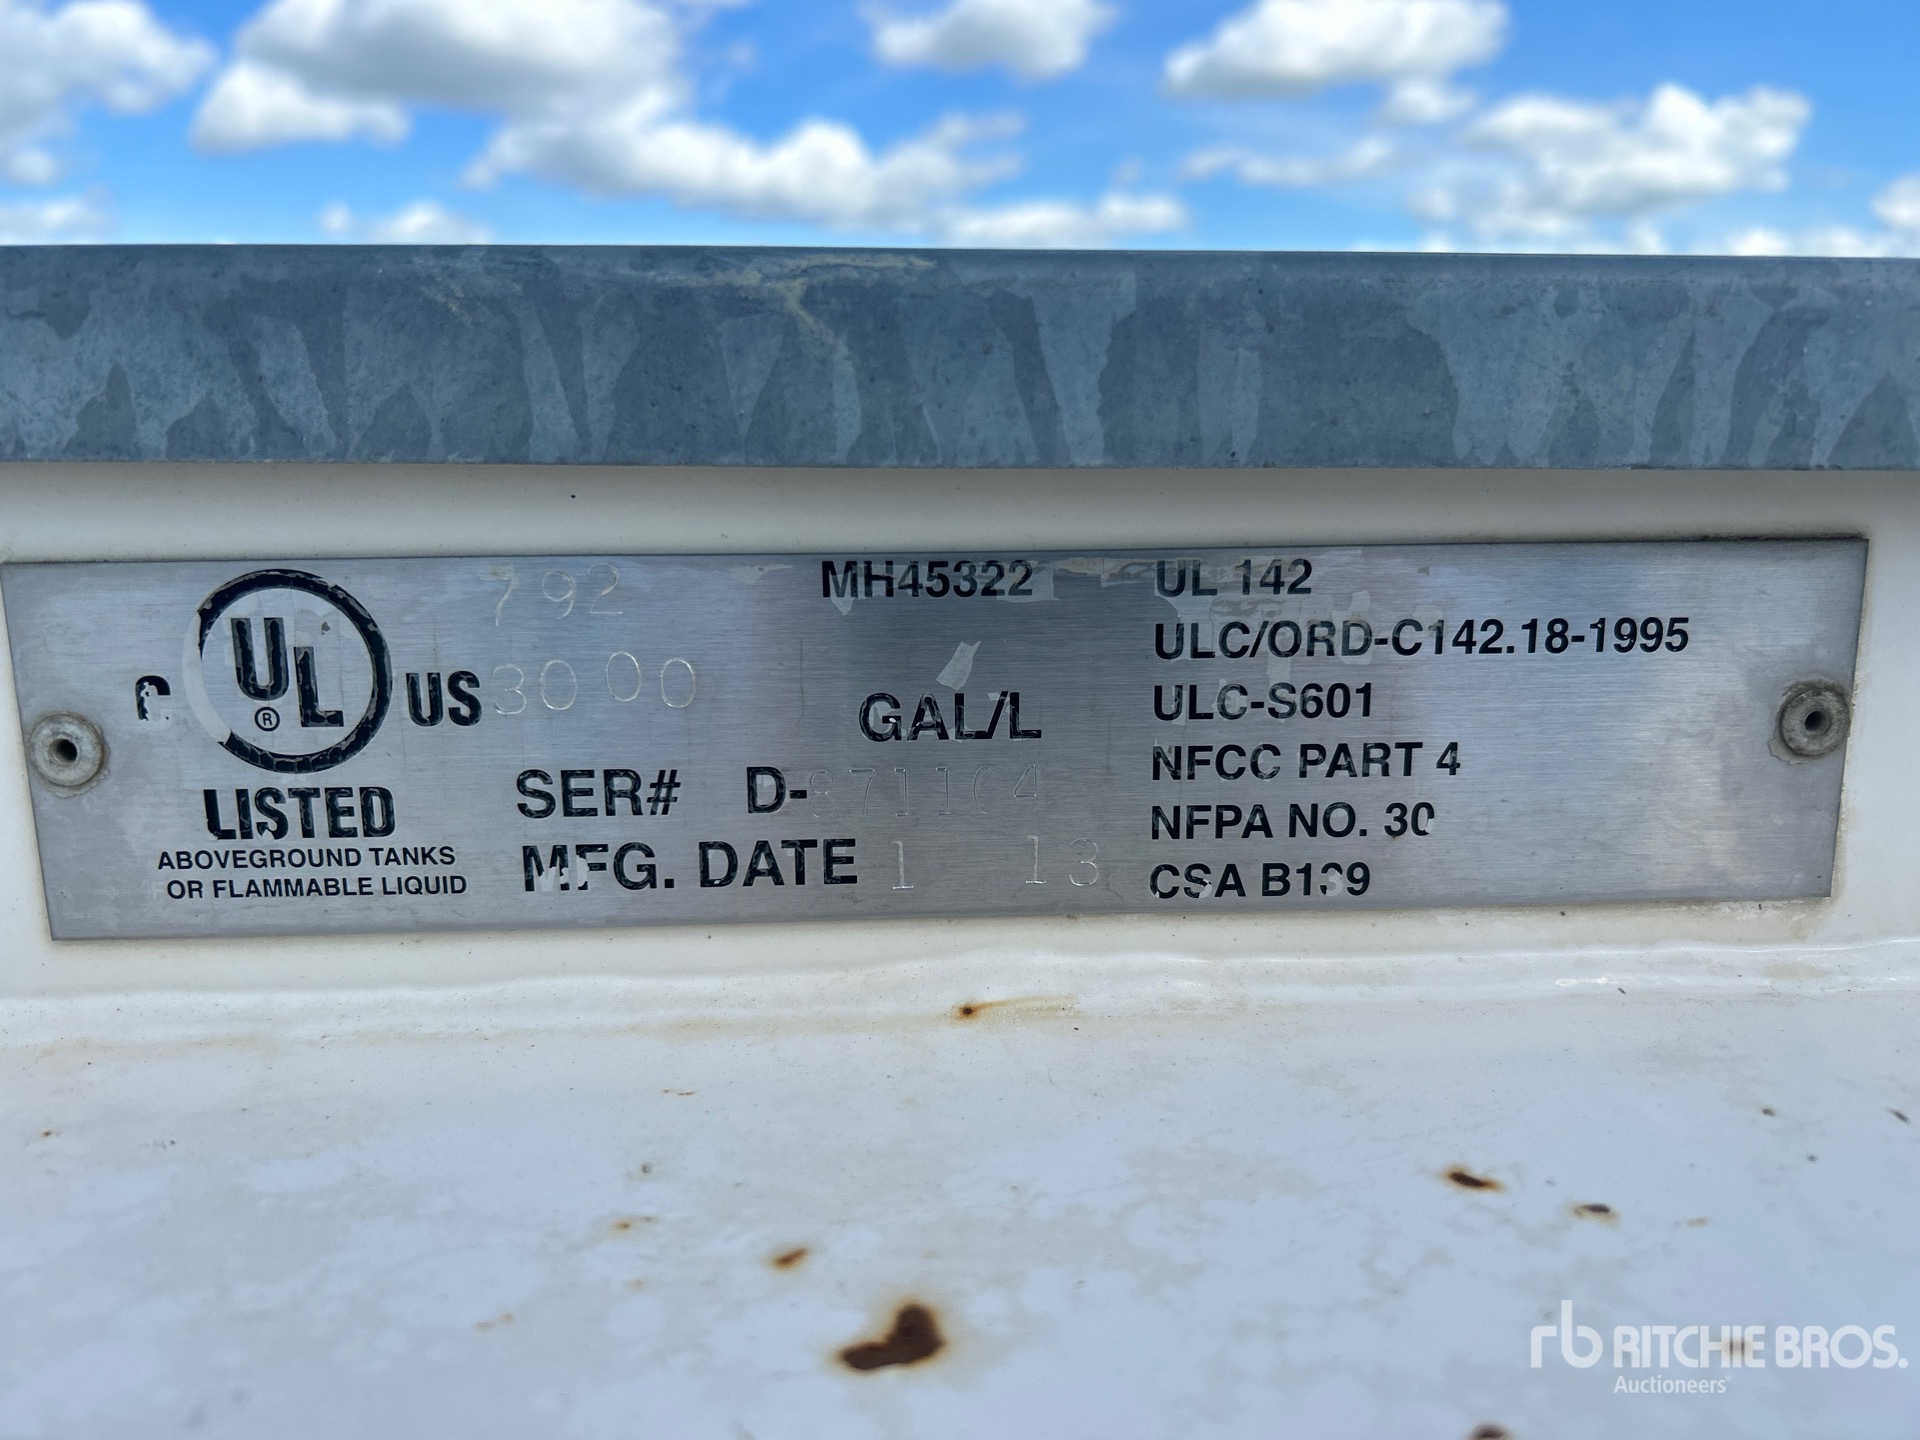 792 MH45322
C UL ® US
3000 GAL/L
LISTED
ABOVEGROUND TANKS
OR FLAMMABLE LIQUID
SER# D-871104
MFG. DATE 1 13
UL 142
ULC/ORD-C142.18-1995
ULC-S601
NFCC PART 4
NFPA NO. 30
CSA B139
rb RITCHIE BROS.
Auctioneers